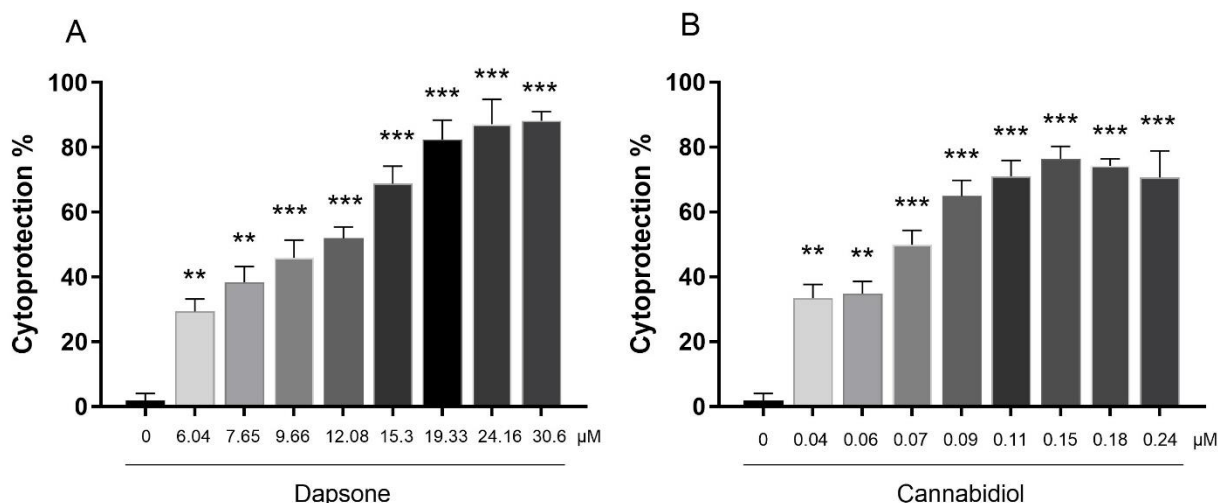 A
Cytoprotection %
100
80
60
40
20
0
** ** *** *** *** *** *** ***
0 6.04 7.65 9.66 12.08 15.3 19.33 24.16 30.6 µM
Dapsone
B
Cytoprotection %
100
80
60
40
20
0
** ** *** *** *** *** *** ***
0 0.04 0.06 0.07 0.09 0.11 0.15 0.18 0.24 µM
Cannabidiol